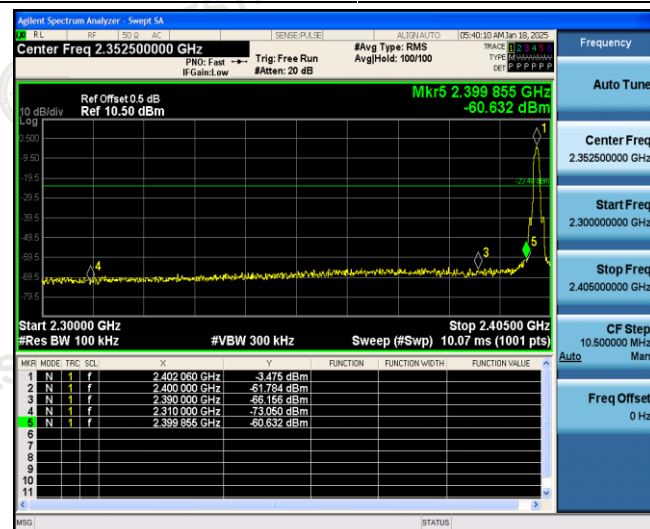 Agilent Spectrum Analyzer - Swept SA
RL RF 50 Ω AC SENSE:PULSE ALIGN AUTO 05:40:10 AM Jan 18, 2025
Center Freq 2.352500000 GHz
PNO: Fast
IFGain:Low
Trig: Free Run
#Atten: 20 dB
#Avg Type: RMS
Avg|Hold: 100/100
TRACE 1 2 3 4 5 6
TYPE M
DET P P P P P P
Frequency
Ref Offset 0.5 dB
10 dB/div Ref 10.50 dBm
Log
Mkr5 2.399 855 GHz
-60.632 dBm
0.500
-9.50
-19.5
-29.5
-39.5
-49.5
-59.5
-69.5
-79.5
1
5
3
4
Start 2.30000 GHz Stop 2.40500 GHz
#Res BW 100 kHz #VBW 300 kHz Sweep (#Swp) 10.07 ms (1001 pts)
MKR MODE TRC SCL X Y FUNCTION FUNCTION WIDTH FUNCTION VALUE
1 N 1 f 2.402 060 GHz -3.475 dBm
2 N 1 f 2.400 000 GHz -61.784 dBm
3 N 1 f 2.390 000 GHz -66.156 dBm
4 N 1 f 2.310 000 GHz -73.050 dBm
5 N 1 f 2.399 855 GHz -60.632 dBm
6
7
8
9
10
11
Auto Tune
Center Freq
2.352500000 GHz
Start Freq
2.300000000 GHz
Stop Freq
2.405000000 GHz
CF Step
10.500000 MHz
Auto Man
Freq Offset
0 Hz
MSG STATUS